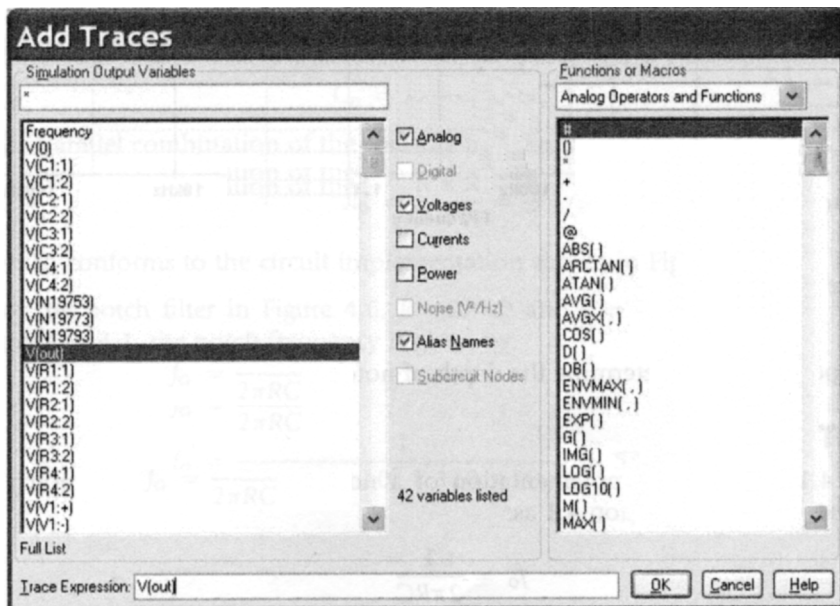 Add Traces
Simulation Output Variables
*
Frequency
V(0)
V(C1:1)
V(C1:2)
V(C2:1)
V(C2:2)
V(C3:1)
V(C3:2)
V(C4:1)
V(C4:2)
V(N19753)
V(N19773)
V(N19793)
V(out)
V(R1:1)
V(R1:2)
V(R2:1)
V(R2:2)
V(R3:1)
V(R3:2)
V(R4:1)
V(R4:2)
V(V1:+)
V(V1:-)
Full List
Analog
Digital
Voltages
Currents
Power
Noise (V²/Hz)
Alias Names
Subcircuit Nodes
42 variables listed
Functions or Macros
Analog Operators and Functions
#
()
*
+
-
/
@
ABS( )
ARCTAN( )
ATAN( )
AVG( )
AVGX( , )
COS( )
D( )
DB( )
ENVMAX( , )
ENVMIN( , )
EXP( )
G( )
IMG( )
LOG( )
LOG10( )
M( )
MAX( )
Trace Expression: V(out)
OK
Cancel
Help